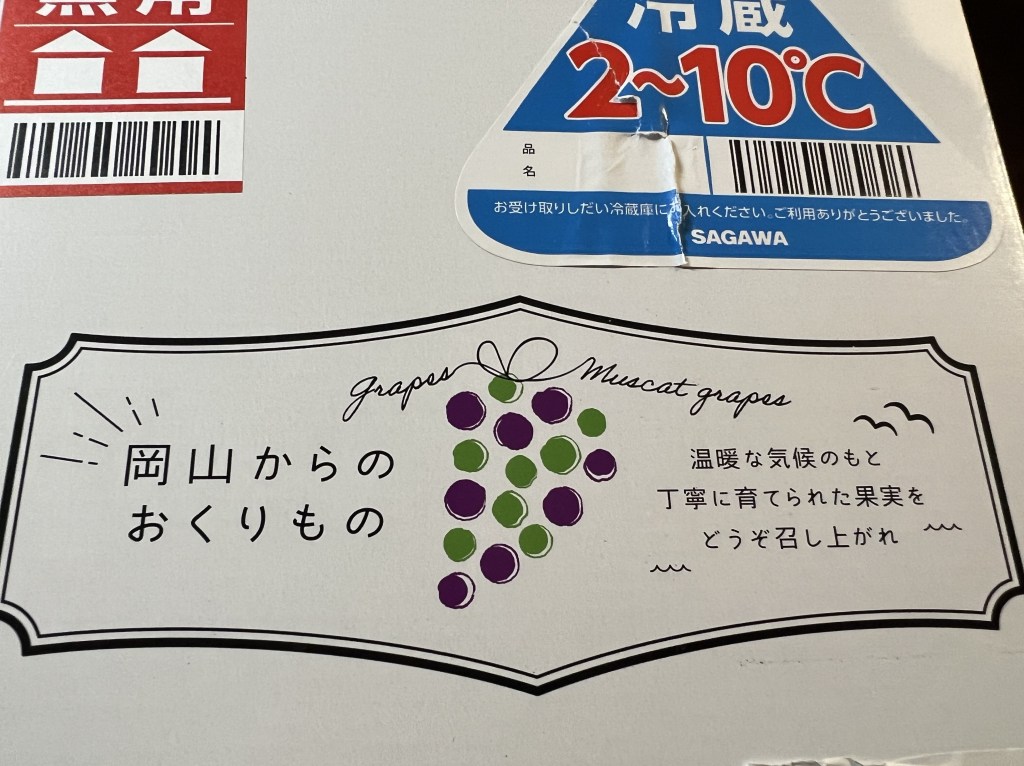 無用
冷蔵
2~10℃
品
名
お受け取りしだい冷蔵庫にお入れください。ご利用ありがとうございました。
SAGAWA
grapes Muscat grapes
岡山からの
おくりもの
温暖な気候のもと
丁寧に育てられた果実を
どうぞ召し上がれ